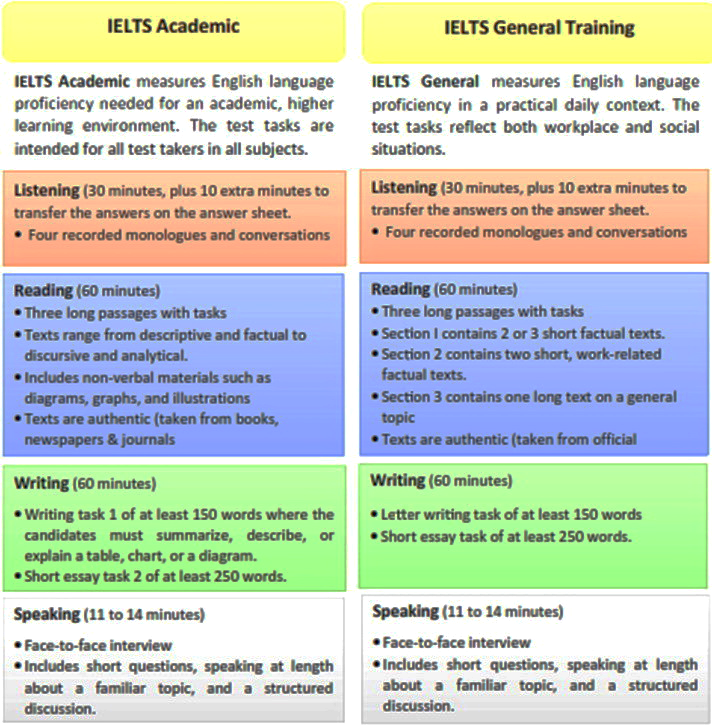 IELTS Academic
IELTS Academic measures English language
proficiency needed for an academic, higher
learning environment. The test tasks are
intended for all test takers in all subjects.
Listening (30 minutes, plus 10 extra minutes to
transfer the answers on the answer sheet.
• Four recorded monologues and conversations
Reading (60 minutes)
• Three long passages with tasks
• Texts range from descriptive and factual to
discursive and analytical.
• Includes non-verbal materials such as
diagrams, graphs, and illustrations
• Texts are authentic (taken from books,
newspapers & journals
Writing (60 minutes)
• Writing task 1 of at least 150 words where the
candidates must summarize, describe, or
explain a table, chart, or a diagram.
• Short essay task 2 of at least 250 words.
Speaking (11 to 14 minutes)
• Face-to-face interview
• Includes short questions, speaking at length
about a familiar topic, and a structured
discussion.
IELTS General Training
IELTS General measures English language
proficiency in a practical daily context. The
test tasks reflect both workplace and social
situations.
Listening (30 minutes, plus 10 extra minutes to
transfer the answers on the answer sheet.
• Four recorded monologues and conversations
Reading (60 minutes)
• Three long passages with tasks
• Section I contains 2 or 3 short factual texts.
• Section 2 contains two short, work-related
factual texts.
• Section 3 contains one long text on a general
topic
• Texts are authentic (taken from official
Writing (60 minutes)
• Letter writing task of at least 150 words
• Short essay task of at least 250 words.
Speaking (11 to 14 minutes)
• Face-to-face interview
• Includes short questions, speaking at length
about a familiar topic, and a structured
discussion.